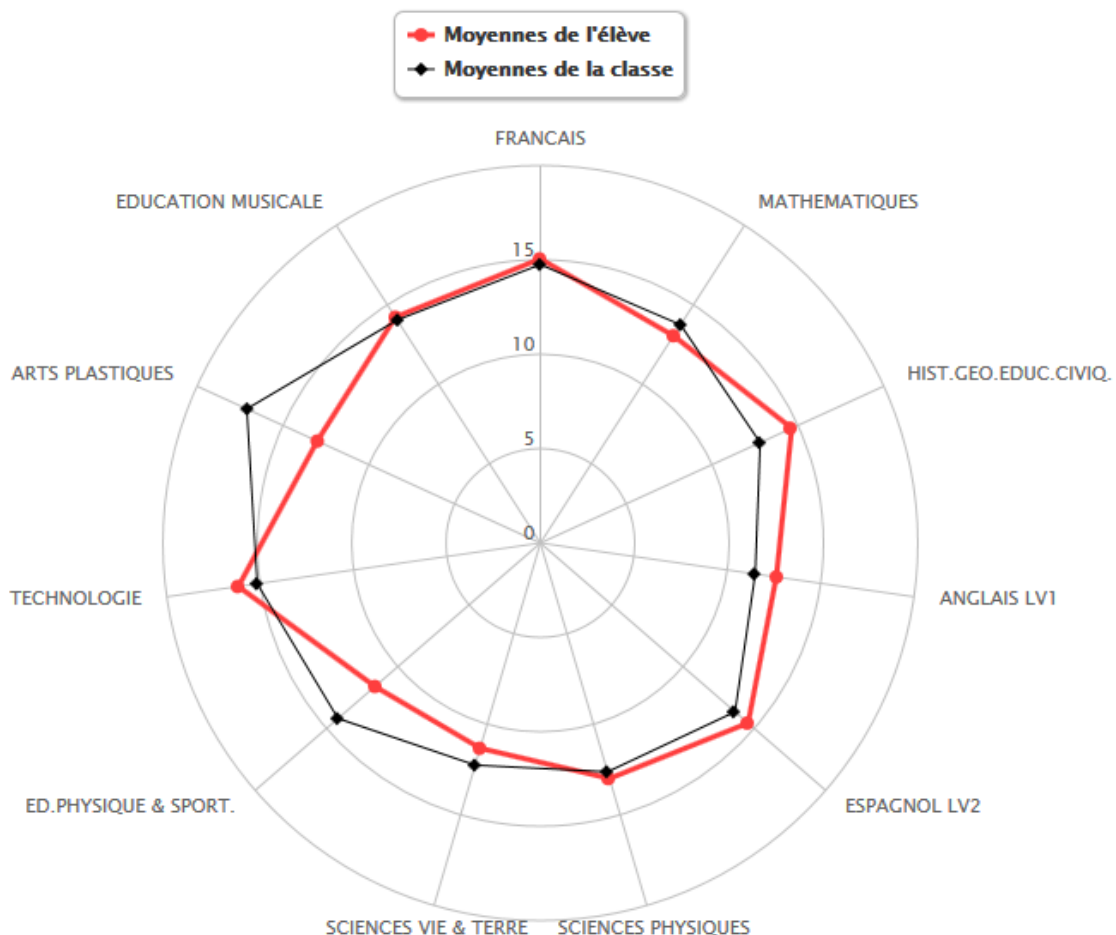 Moyennes de l'élève
Moyennes de la classe
FRANCAIS
EDUCATION MUSICALE
MATHEMATIQUES
15
ARTS PLASTIQUES
HIST.GEO.EDUC.CIVIQ.
10
5
0
TECHNOLOGIE
ANGLAIS LV1
ED.PHYSIQUE & SPORT.
ESPAGNOL LV2
SCIENCES VIE & TERRE
SCIENCES PHYSIQUES